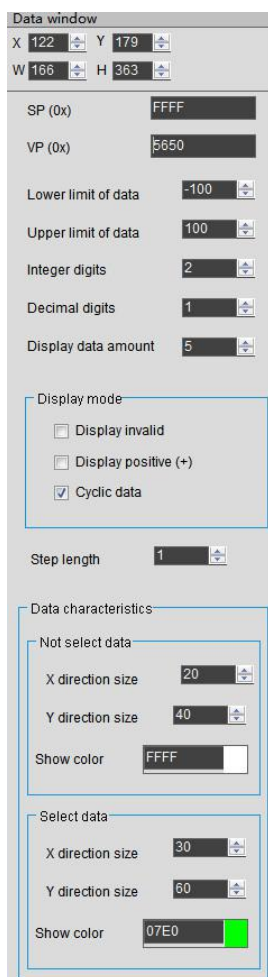 Data window
X 122 Y 179
W 166 H 363
SP (0x) FFFF
VP (0x) 5650
Lower limit of data -100
Upper limit of data 100
Integer digits 2
Decimal digits 1
Display data amount 5
Display mode
Display invalid
Display positive (+)
Cyclic data
Step length 1
Data characteristics
Not select data
X direction size 20
Y direction size 40
Show color FFFF
Select data
X direction size 30
Y direction size 60
Show color 07E0